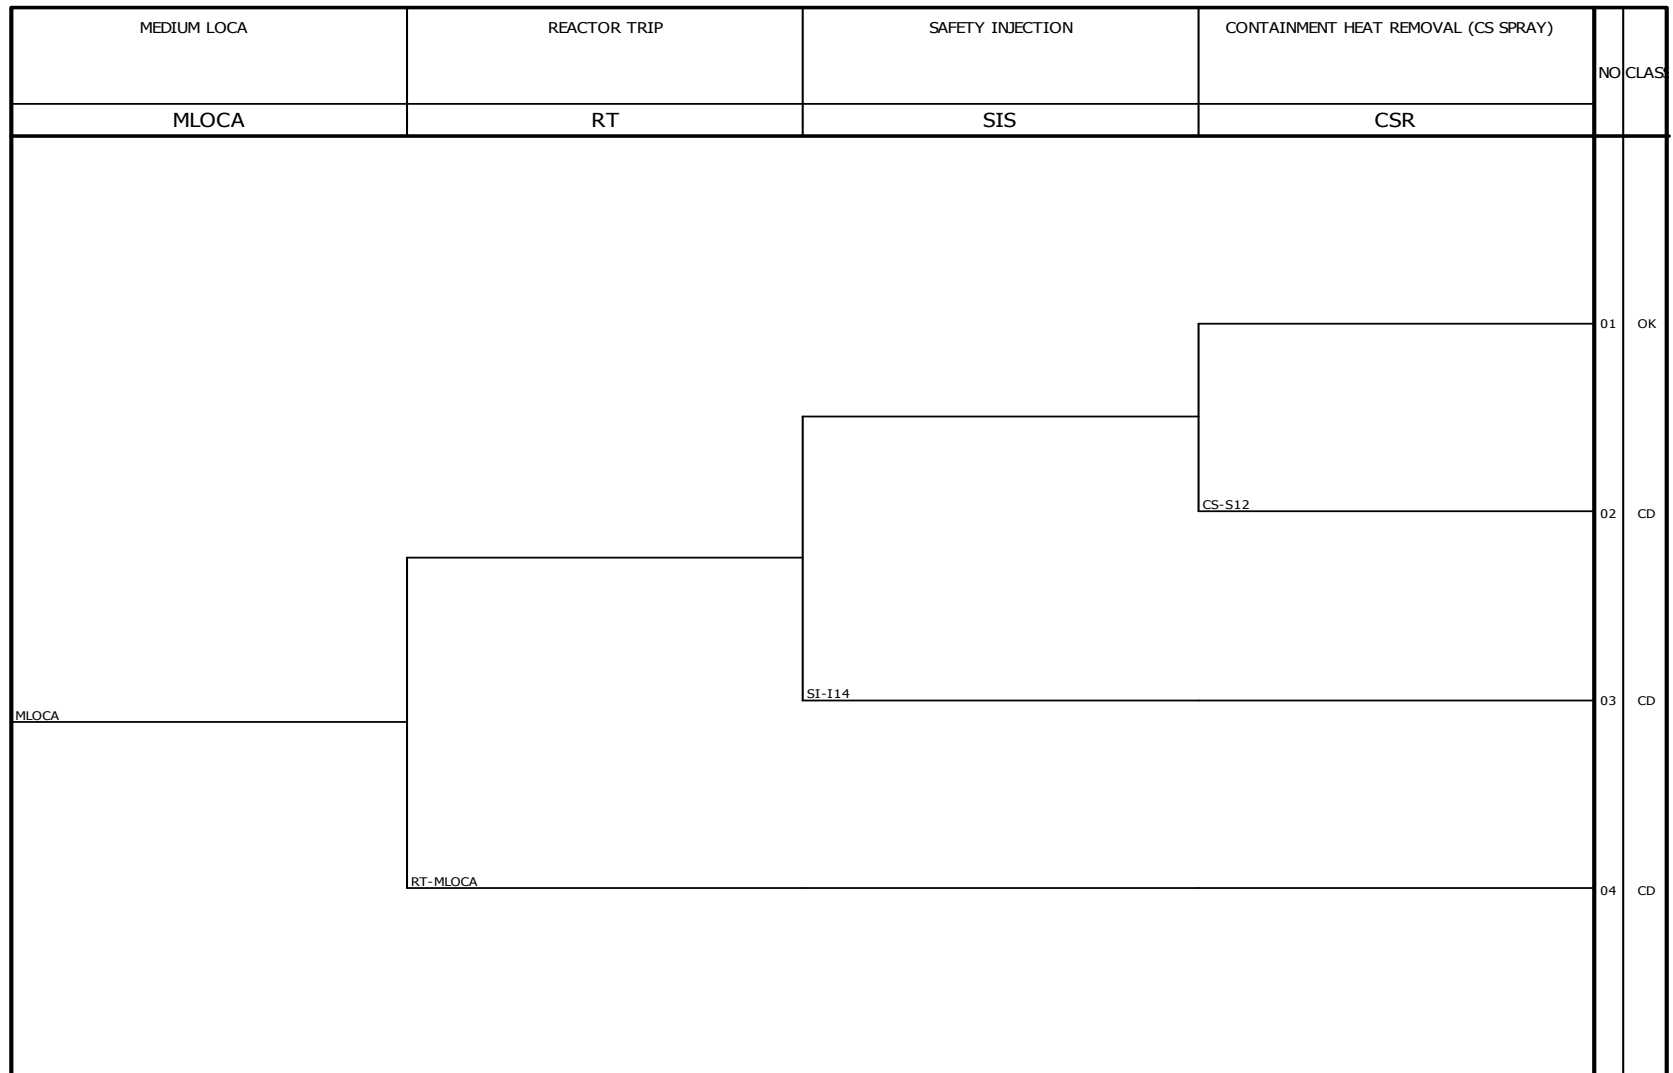 MEDIUM LOCA
REACTOR TRIP
SAFETY INJECTION
CONTAINMENT HEAT REMOVAL (CS SPRAY)
NO
CLAS
MLOCA
RT
SIS
CSR
01 OK
CS-S12
02 CD
SI-I14
03 CD
MLOCA
RT-MLOCA
04 CD